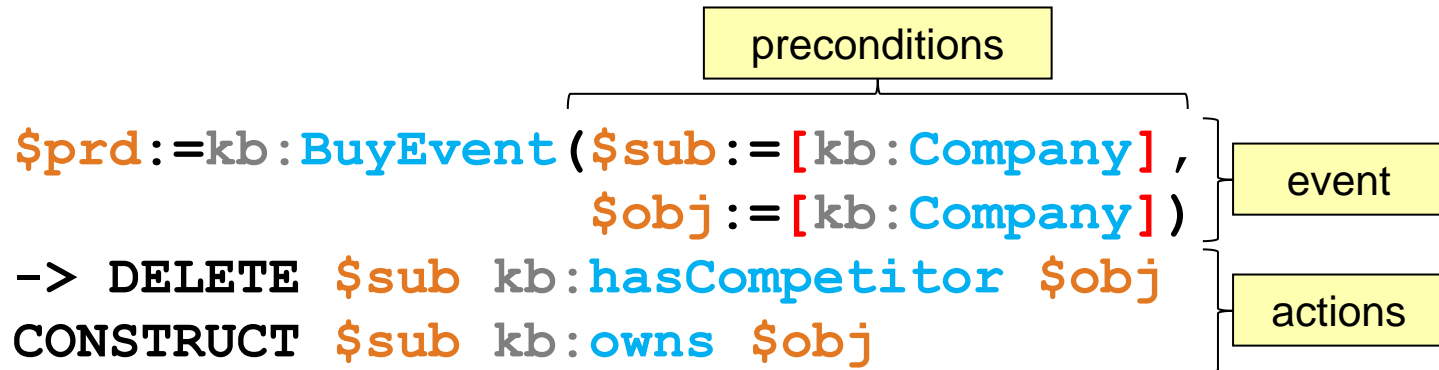 preconditions
$prd:=kb:BuyEvent($sub:=[kb:Company],
$obj:=[kb:Company])
event
-> DELETE $sub kb:hasCompetitor $obj
CONSTRUCT $sub kb:owns $obj
actions